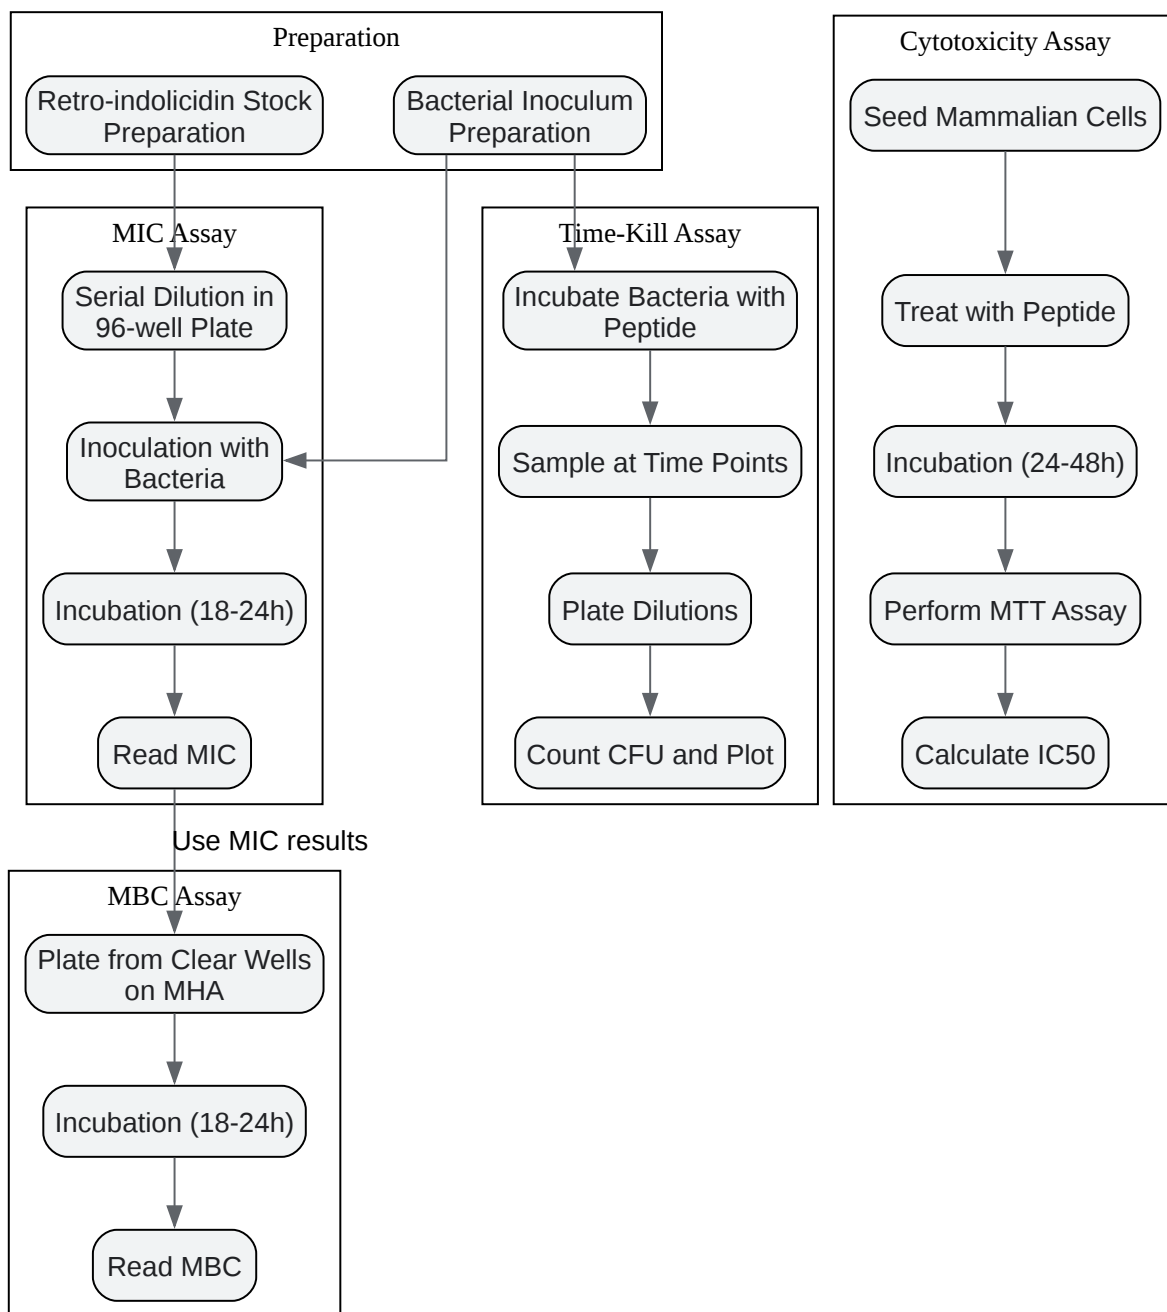 Preparation
Retro-indolicidin Stock
Preparation
Bacterial Inoculum
Preparation
MIC Assay
Serial Dilution in
96-well Plate
Inoculation with
Bacteria
Incubation (18-24h)
Read MIC
Use MIC results
MBC Assay
Plate from Clear Wells
on MHA
Incubation (18-24h)
Read MBC
Time-Kill Assay
Incubate Bacteria with
Peptide
Sample at Time Points
Plate Dilutions
Count CFU and Plot
Cytotoxicity Assay
Seed Mammalian Cells
Treat with Peptide
Incubation (24-48h)
Perform MTT Assay
Calculate IC50